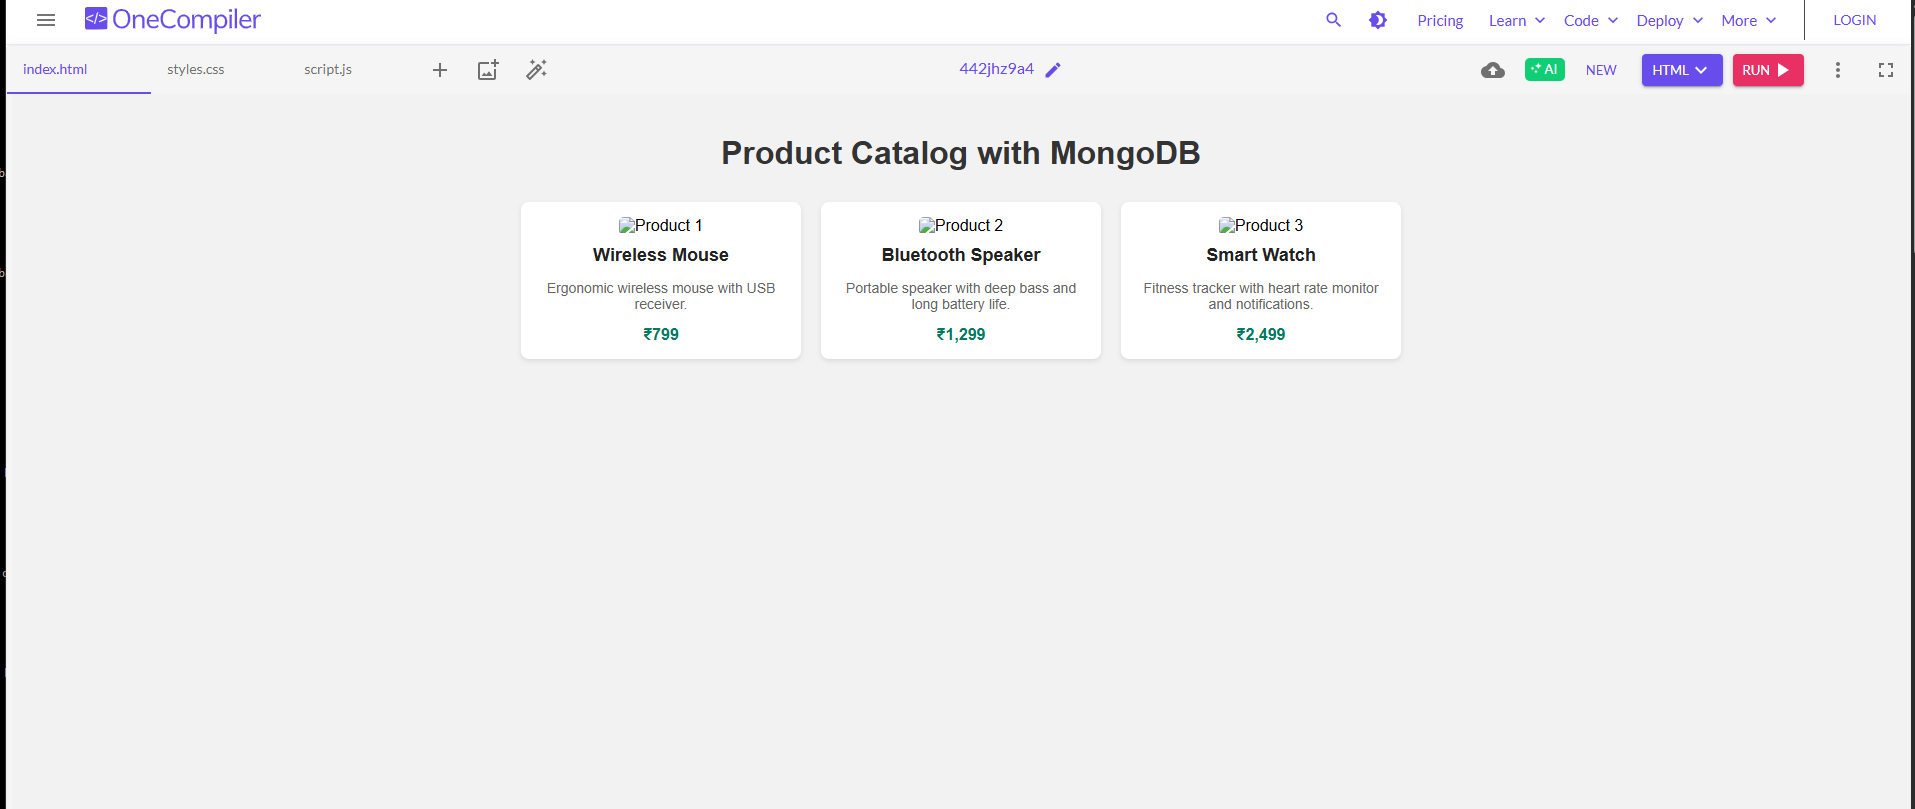 OneCompiler
Pricing Learn Code Deploy More LOGIN
index.html styles.css script.js 442jhz9a4 AI NEW HTML RUN
Product Catalog with MongoDB
Product 1
Wireless Mouse
Ergonomic wireless mouse with USB
receiver.
₹799
Product 2
Bluetooth Speaker
Portable speaker with deep bass and
long battery life.
₹1,299
Product 3
Smart Watch
Fitness tracker with heart rate monitor
and notifications.
₹2,499